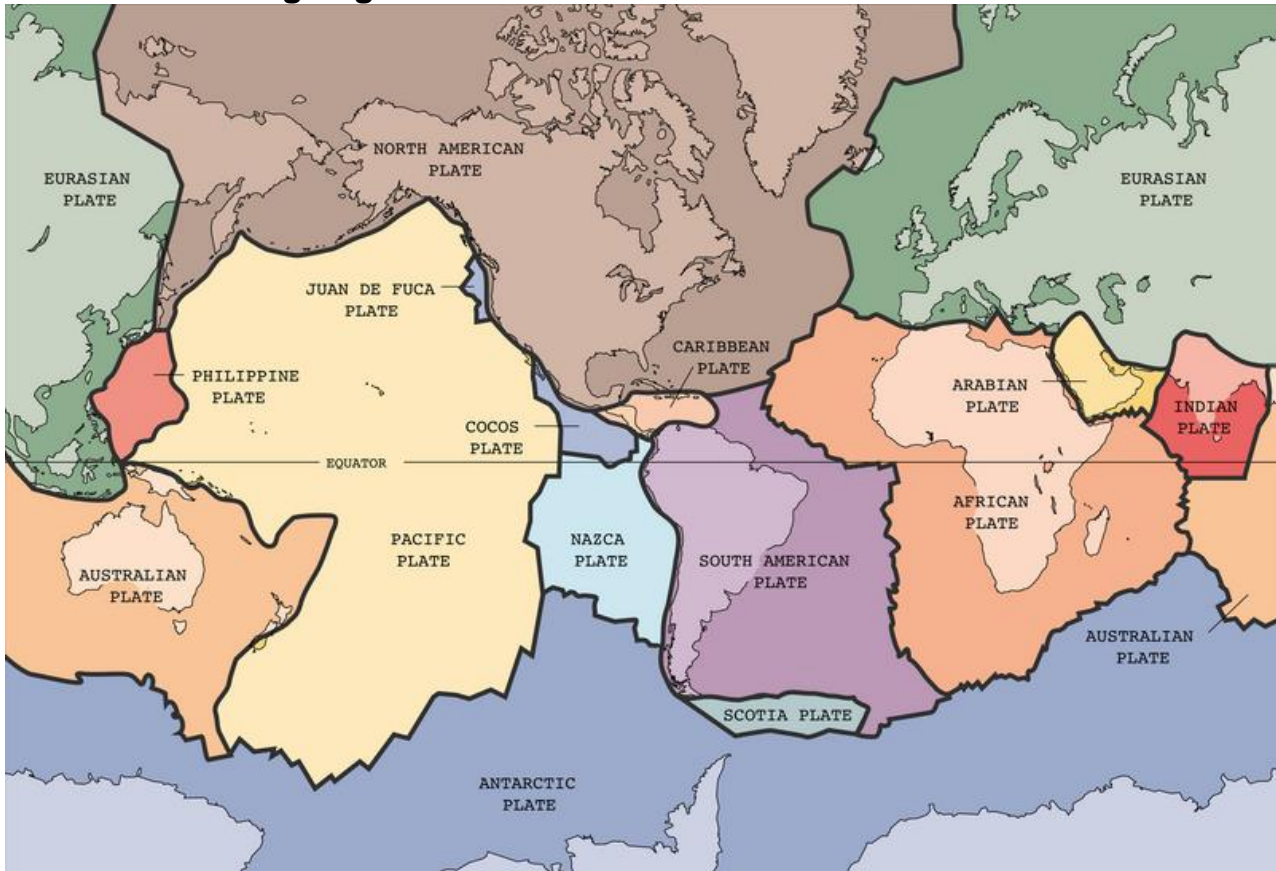 NORTH AMERICAN
PLATE
EURASIAN
PLATE
EURASIAN
PLATE
JUAN DE FUCA
PLATE
CARIBBEAN
PLATE
PHILIPPINE
PLATE
ARABIAN
PLATE
INDIAN
PLATE
COCOS
PLATE
EQUATOR
AFRICAN
PLATE
PACIFIC
PLATE
NAZCA
PLATE
SOUTH AMERICAN
PLATE
AUSTRALIAN
PLATE
AUSTRALIAN
PLATE
SCOTIA PLATE
ANTARCTIC
PLATE